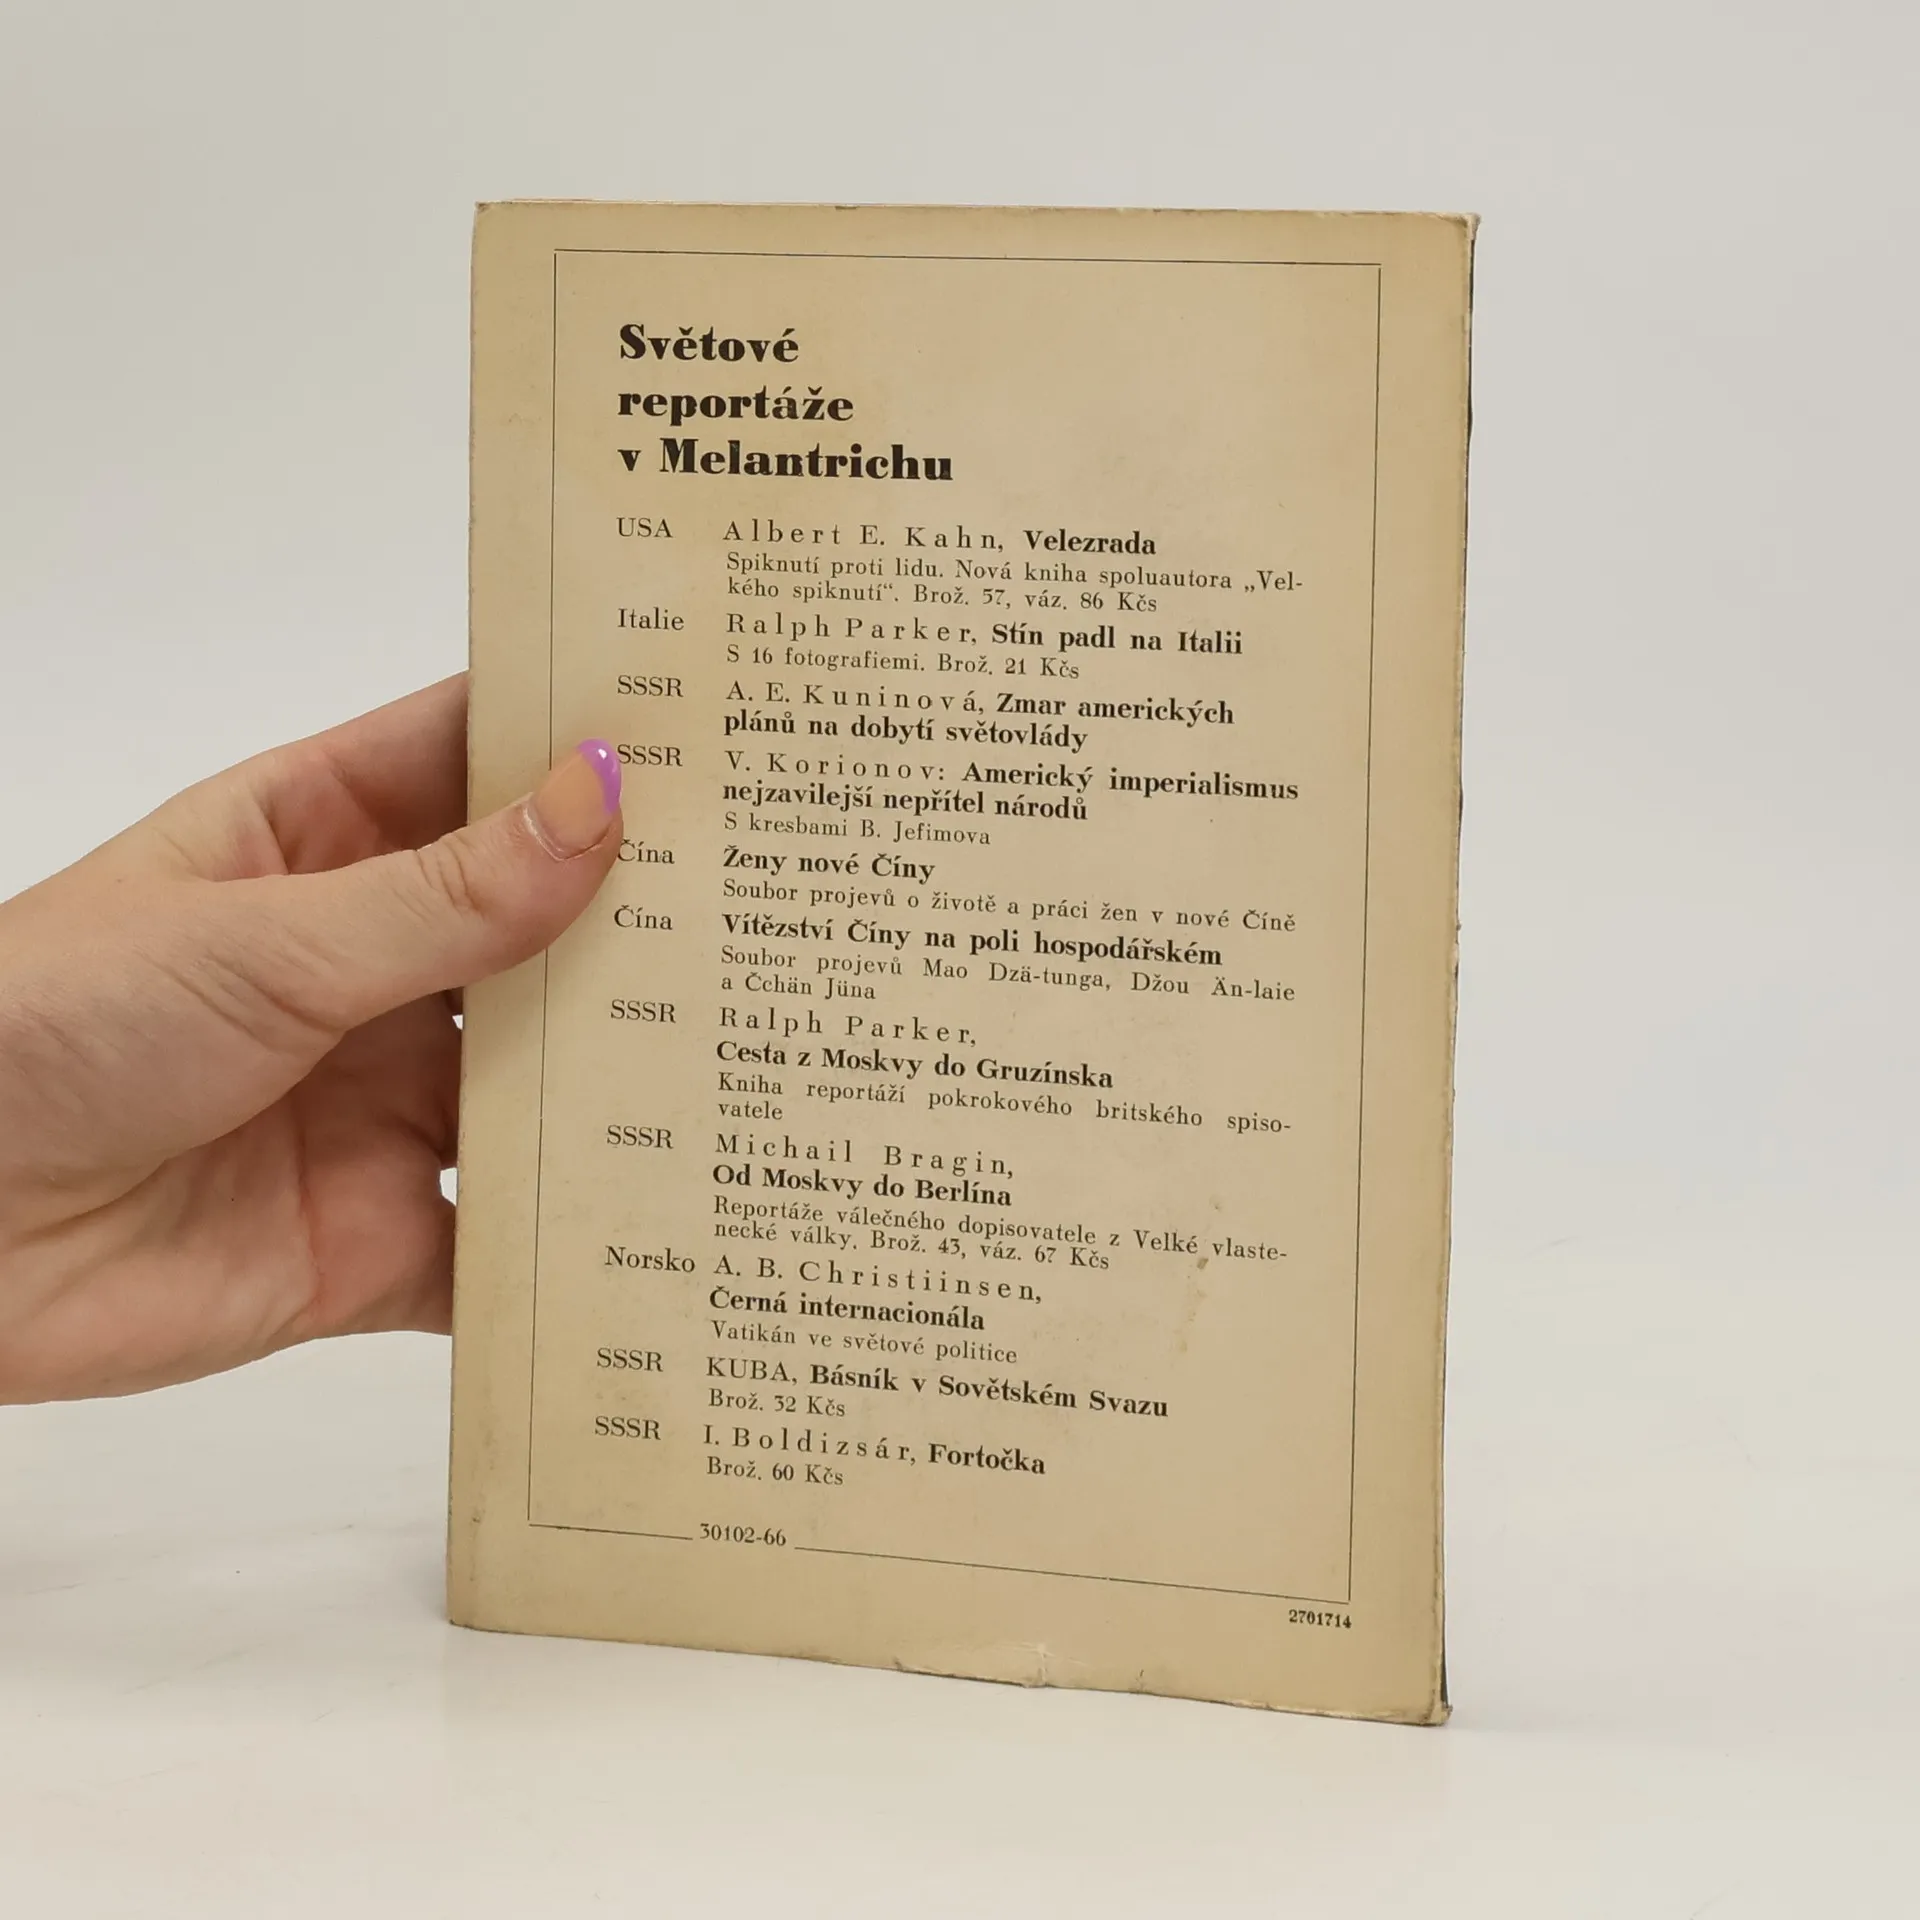 Světové
reportáže
v Melantrichu
USA Albert E. Kahn, Velezrada
Spiknutí proti lidu. Nová kniha spoluautora „Vel-
kého spiknutí“. Brož. 57, váz. 86 Kčs
Italie Ralph Parker, Stín padl na Italii
S 16 fotografiemi. Brož. 21 Kčs
SSSR A. E. Kuninová, Zmar amerických
plánů na dobytí světovlády
SSSR V. Korionov: Americký imperialismus
nejzavilejší nepřítel národů
S kresbami B. Jefimova
Čína Ženy nové Číny
Soubor projevů o životě a práci žen v nové Číně
Čína Vítězství Číny na poli hospodářském
Soubor projevů Mao Dzä-tunga, Džou Än-laie
a Čchän Jüna
SSSR Ralph Parker,
Cesta z Moskvy do Gruzínska
Kniha reportáží pokrokového britského spiso-
vatele
SSSR Michail Bragin,
Od Moskvy do Berlína
Reportáže válečného dopisovatele z Velké vlaste-
necké války. Brož. 43, váz. 67 Kčs
Norsko A. B. Christiinsen,
Černá internacionála
Vatikán ve světové politice
SSSR KUBA, Básník v Sovětském Svazu
Brož. 32 Kčs
SSSR I. Boldizsár, Fortočka
Brož. 60 Kčs
30102-66
2701714